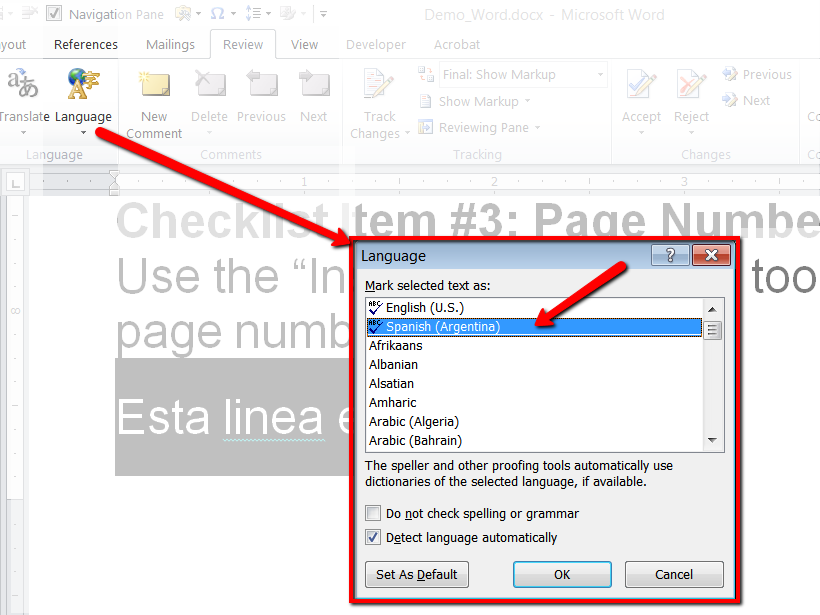 Navigation Pane
Demo_Word.docx - Microsoft Word
ayout References Mailings Review View Developer Acrobat
Translate Language
New Comment Delete Previous Next
Track Changes
Final: Show Markup
Show Markup
Reviewing Pane
Accept Reject
Previous
Next
Language Comments Tracking Changes
L
1 2 3
8
Checklist Item #3: Page Numbe
Use the “In
too
page numb
Esta linea e
Language
?
Mark selected text as:
English (U.S.)
Spanish (Argentina)
Afrikaans
Albanian
Alsatian
Amharic
Arabic (Algeria)
Arabic (Bahrain)
The speller and other proofing tools automatically use
dictionaries of the selected language, if available.
Do not check spelling or grammar
Detect language automatically
Set As Default OK Cancel